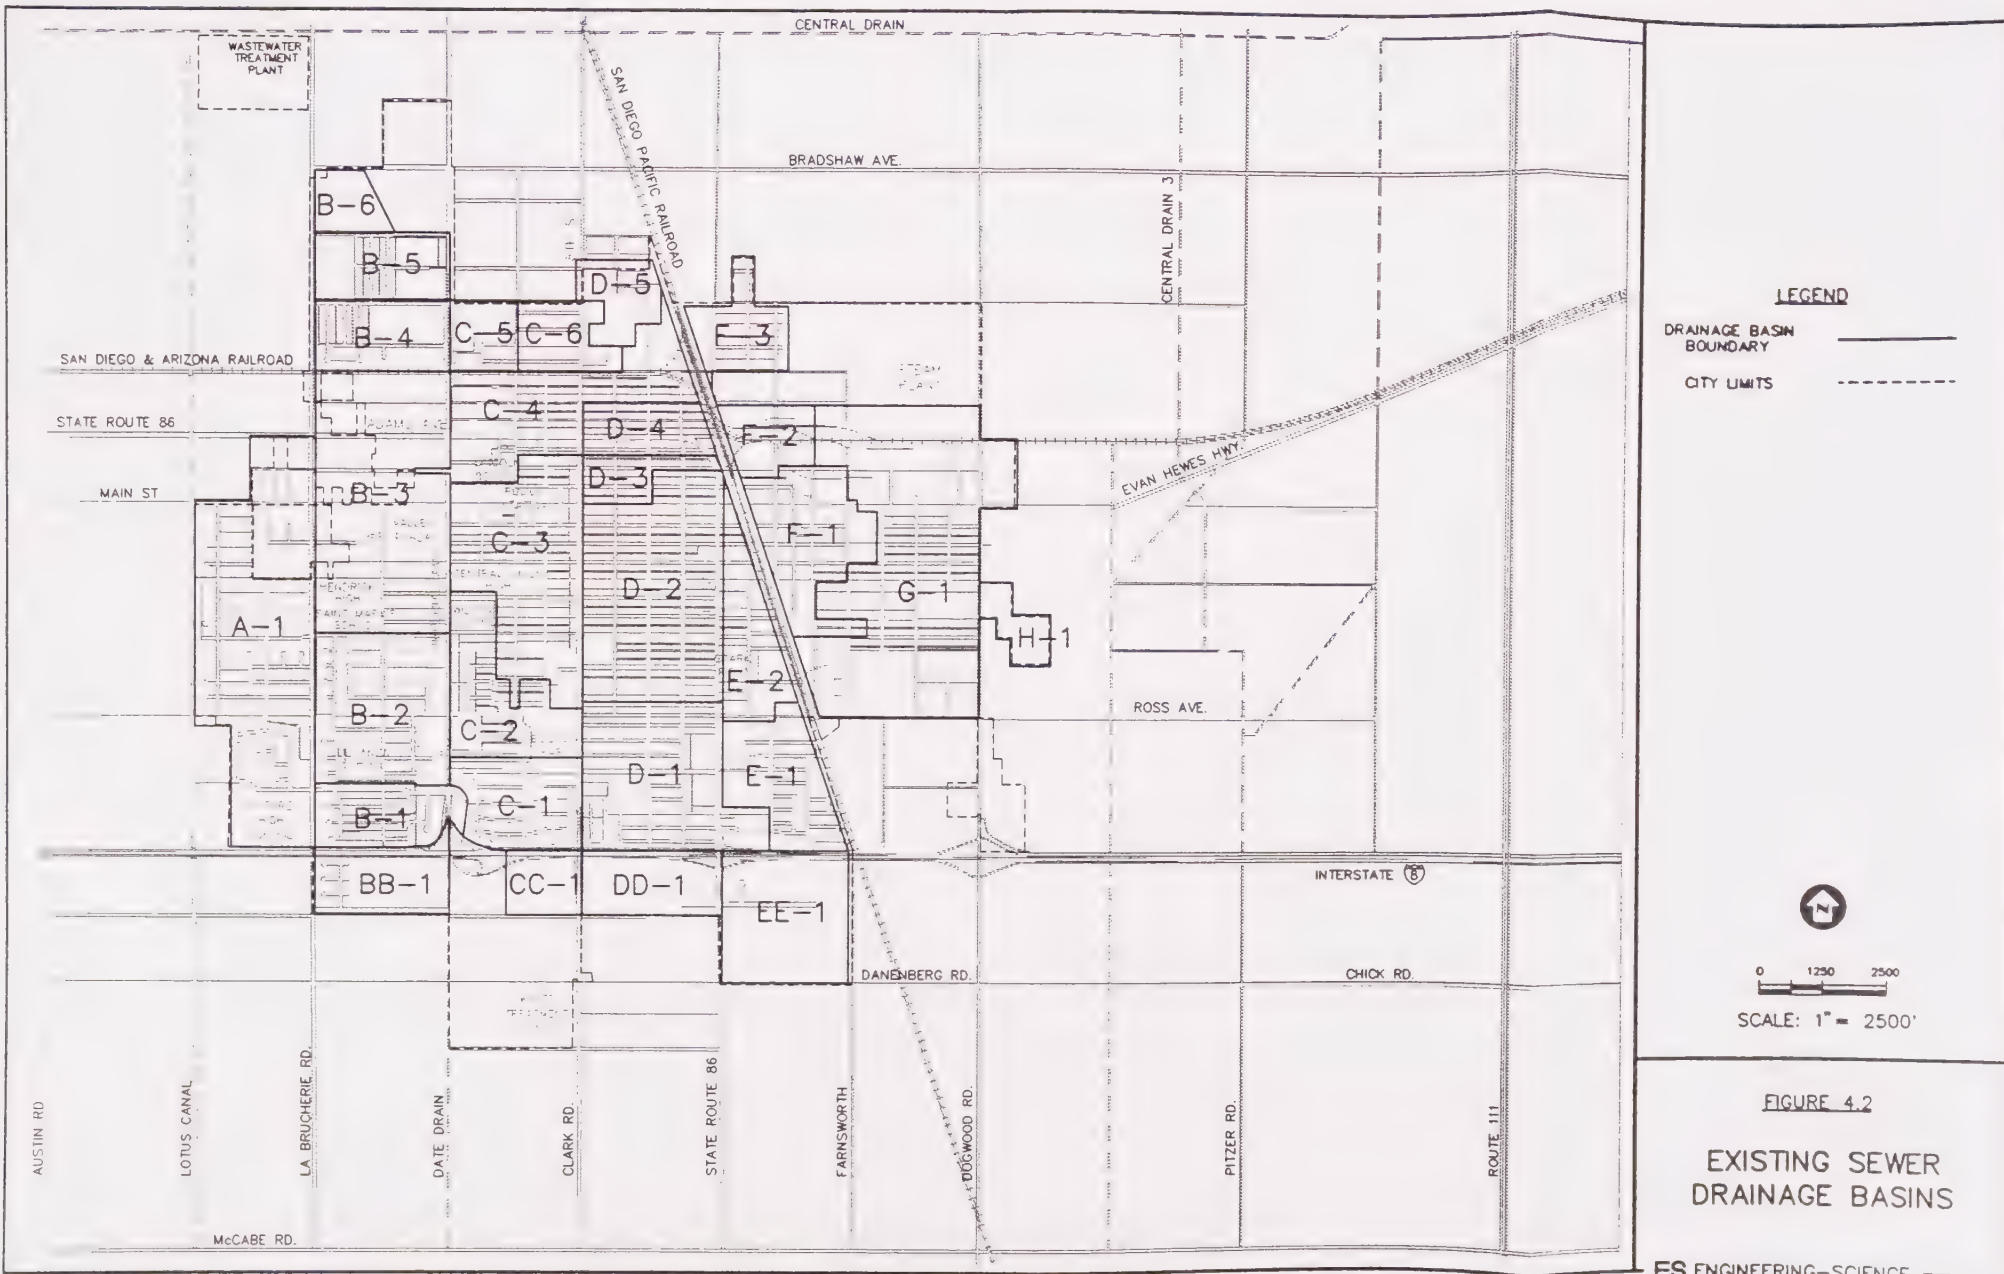 CENTRAL DRAIN
WASTEWATER
TREATMENT
PLANT
SAN DIEGO PACIFIC RAILROAD
BRADSHAW AVE.
CENTRAL DRAIN 3
B-6
B-5
D-5
B-4
C-5
C-6
F-3
SAN DIEGO & ARIZONA RAILROAD
STEAM
PLANT
STATE ROUTE 86
ADAMS AVE
C-4
D-4
F-2
MAIN ST
B-3
D-3
EVAN HEWES HWY.
C-3
F-1
D-2
G-1
A-1
H-1
E-2
B-2
C-2
ROSS AVE.
D-1
E-1
B-1
C-1
BB-1
CC-1
DD-1
EE-1
INTERSTATE 8
DANENBERG RD.
CHICK RD.
AUSTIN RD
LOTUS CANAL
LA BRUCHERIE RD.
DATE DRAIN
CLARK RD.
STATE ROUTE 86
FARNSWORTH
DOGWOOD RD.
PITZER RD.
ROUTE 111
McCABE RD.
LEGEND
DRAINAGE BASIN
BOUNDARY
CITY LIMITS
N
0 1250 2500
SCALE: 1" = 2500'
FIGURE 4.2
EXISTING SEWER
DRAINAGE BASINS
ES ENGINEERING-SCIENCE